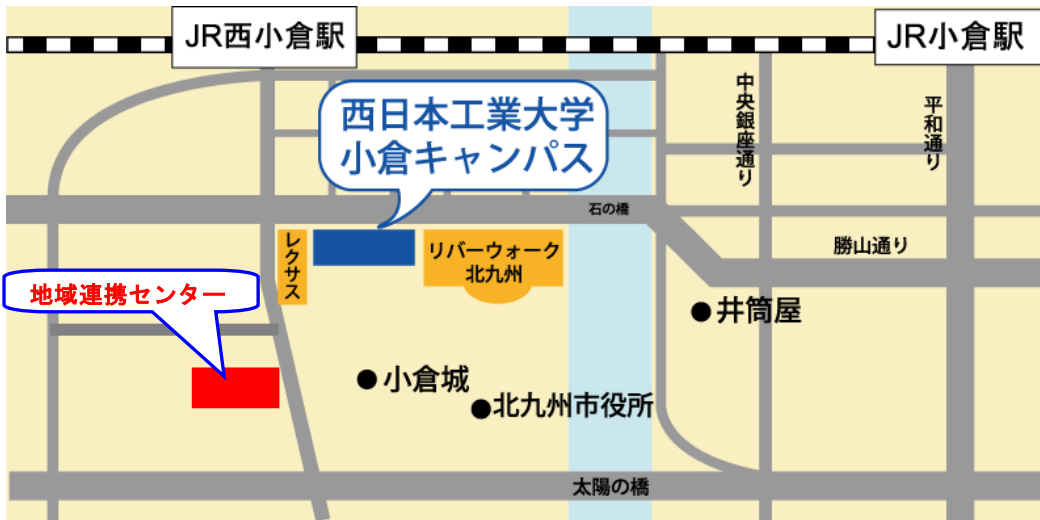 JR西小倉駅
JR小倉駅
西日本工業大学
小倉キャンパス
中央銀座通り
平和通り
石の橋
レクサス
リバーウォーク
北九州
勝山通り
地域連携センター
井筒屋
小倉城
北九州市役所
太陽の橋